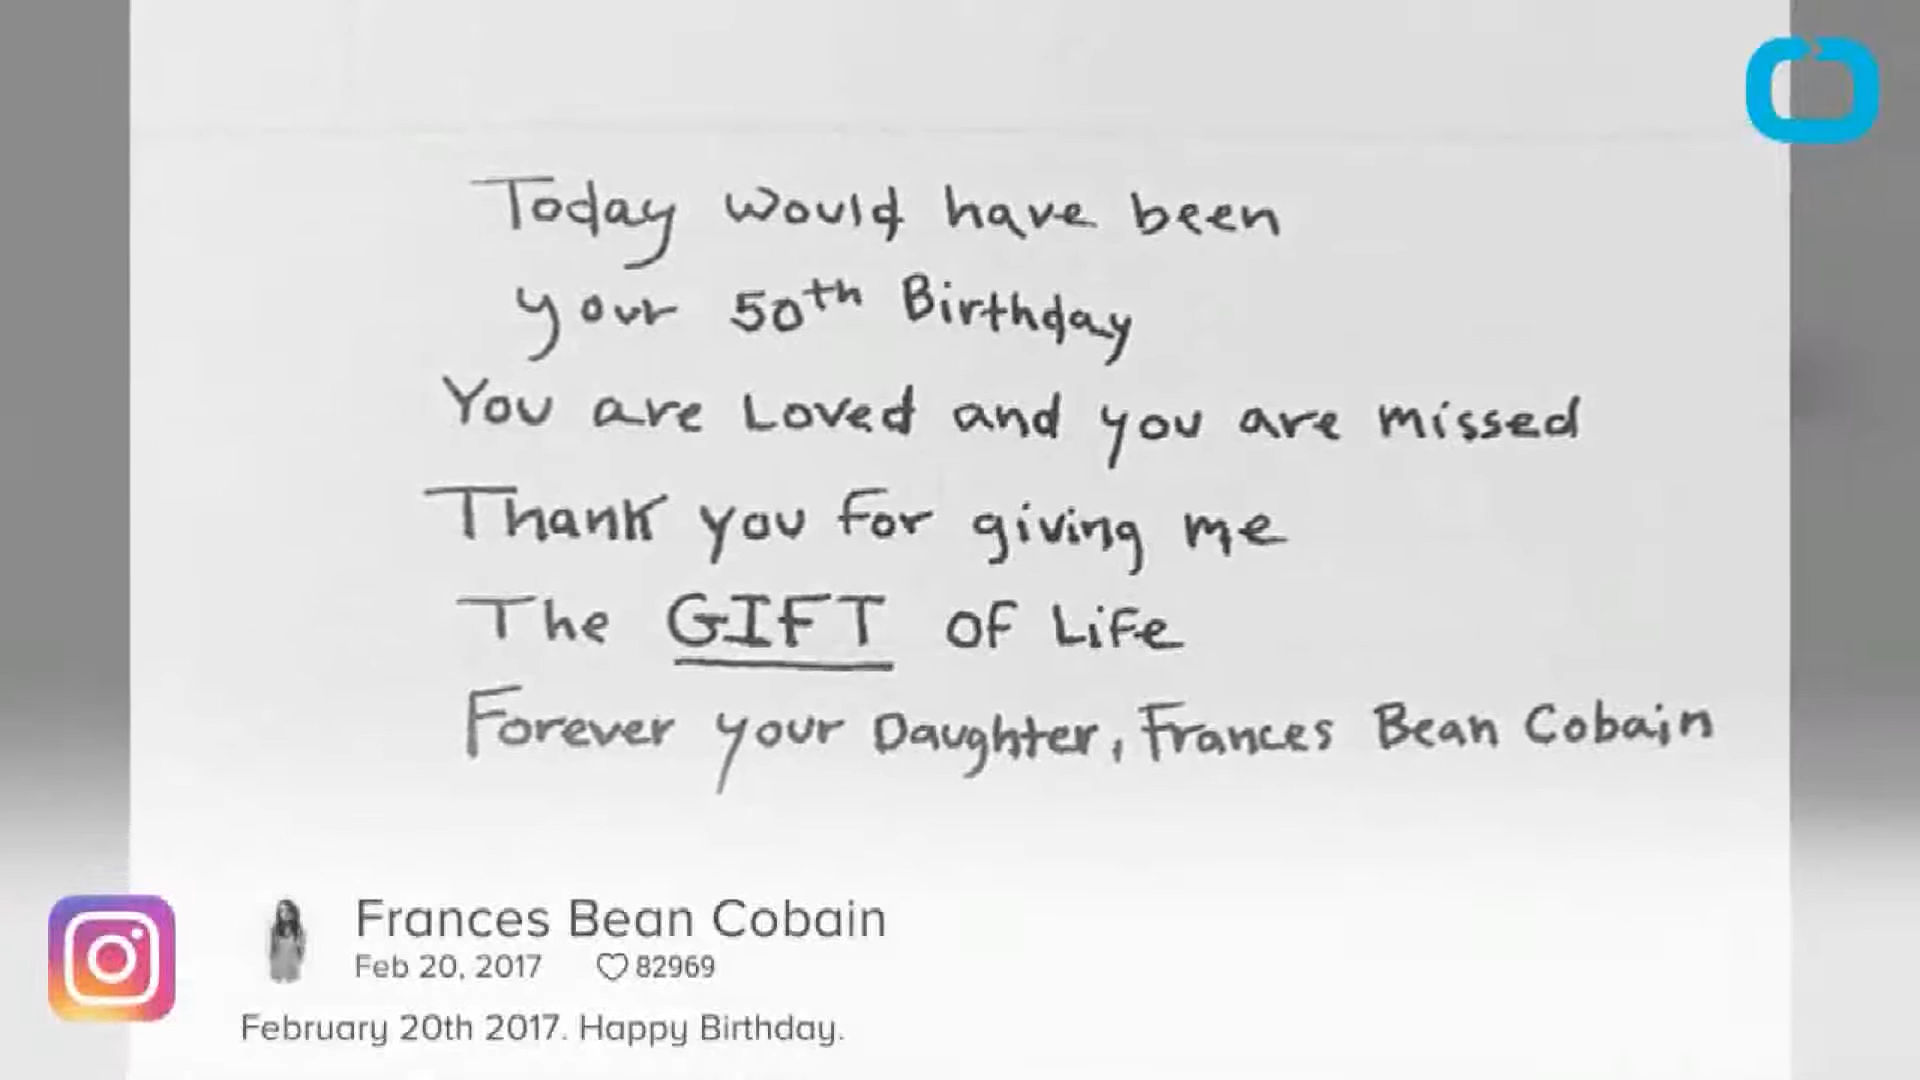 Today would have been
your 50th Birthday
You are Loved and you are missed
Thank you for giving me
The GIFT of Life
Forever your Daughter, Frances Bean Cobain
Frances Bean Cobain
Feb 20, 2017 ♡ 82969
February 20th 2017. Happy Birthday.